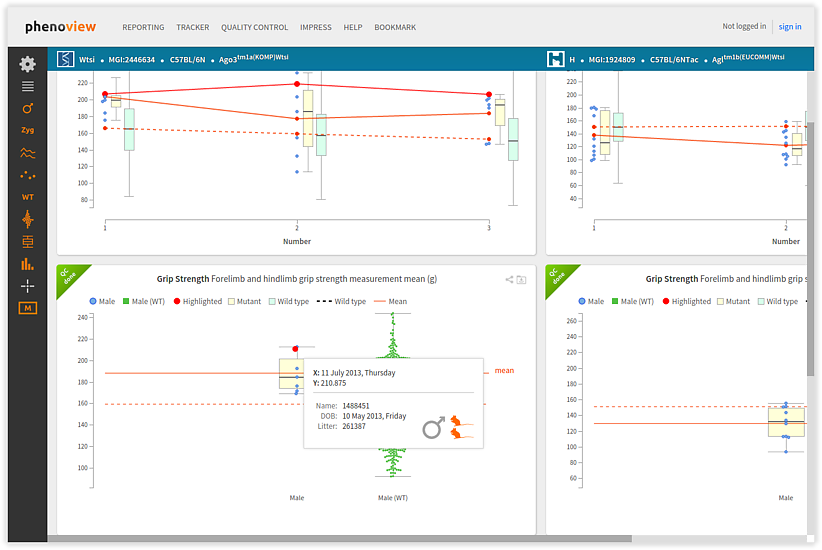 phenoview REPORTING TRACKER QUALITY CONTROL IMPRESS HELP BOOKMARK Not logged in sign in
Wtsi • MGI:2446634 • C57BL/6N • Ago3tm1a(KOMP)Wtsi
H • MGI:1924809 • C57BL/6NTac • Agltm1b(EUCOMM)Wtsi
Zyg
WT
M
220
200
180
160
140
120
100
80
1 2 3
Number
220
200
180
160
140
120
100
80
60
40
1 2
Number
QC done
Grip Strength Forelimb and hindlimb grip strength measurement mean (g)
Male Male (WT) Highlighted Mutant Wild type Wild type Mean
240
220
200
180
160
140
120
100
mean
X: 11 July 2013, Thursday
Y: 210.875
Name: 1488451
DOB: 10 May 2013, Friday
Litter: 261387
Male Male (WT)
QC done
Grip Strength Forelimb and hindlimb grip s
Male Male (WT) Highlighted Mutant Wild type
260
240
220
200
180
160
140
120
100
80
60
Male